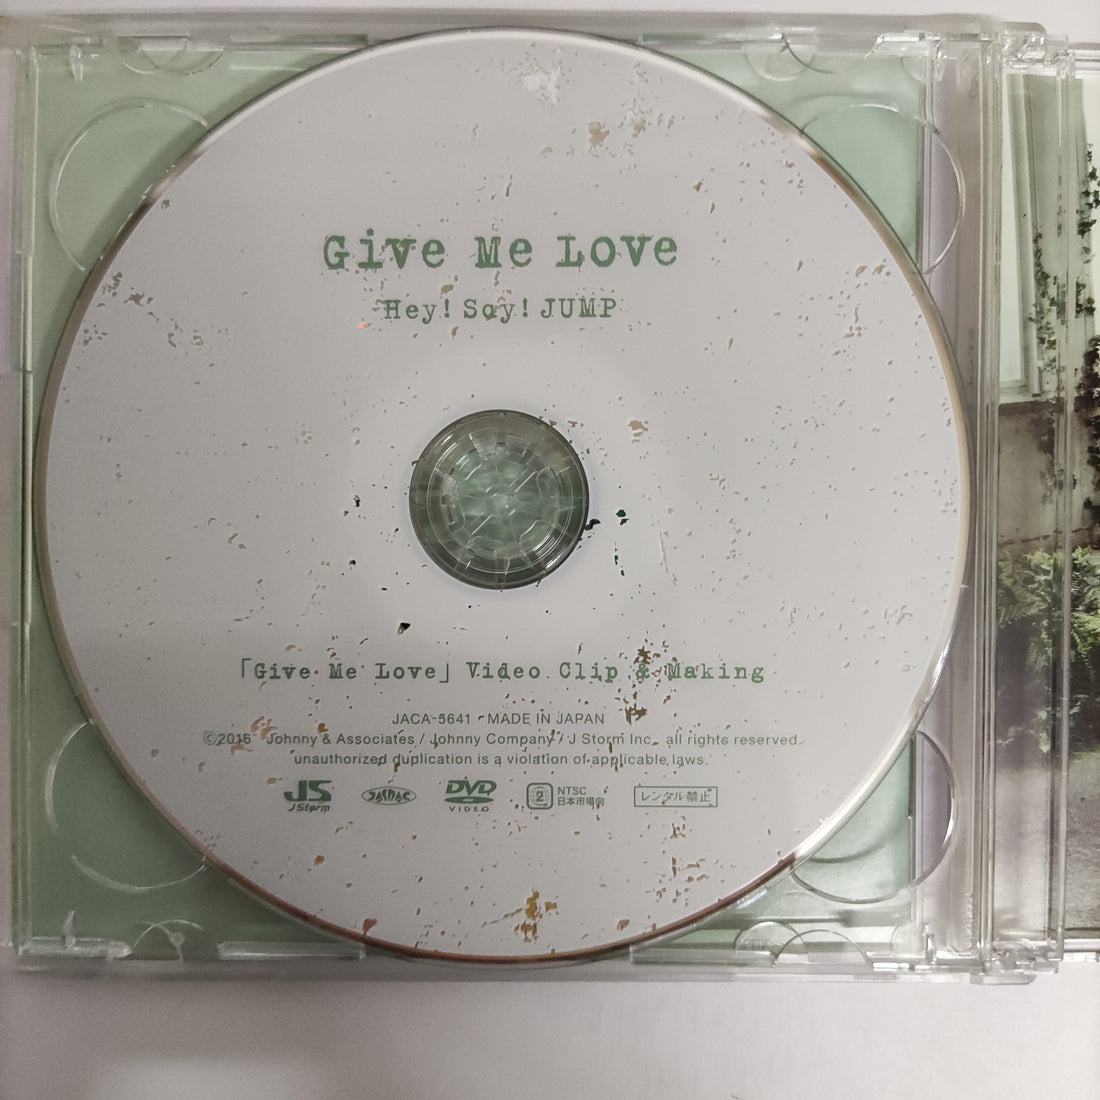 Give Me Love
Hey! Say! JUMP
「Give Me Love」Video Clip & Making
JACA-5641 MADE IN JAPAN
©2016 Johnny & Associates / Johnny Company / J Storm Inc. all rights reserved.
unauthorized duplication is a violation of applicable laws.
JS J Storm JASRAC DVD VIDEO 2 NTSC 日本市場向 レンタル禁止